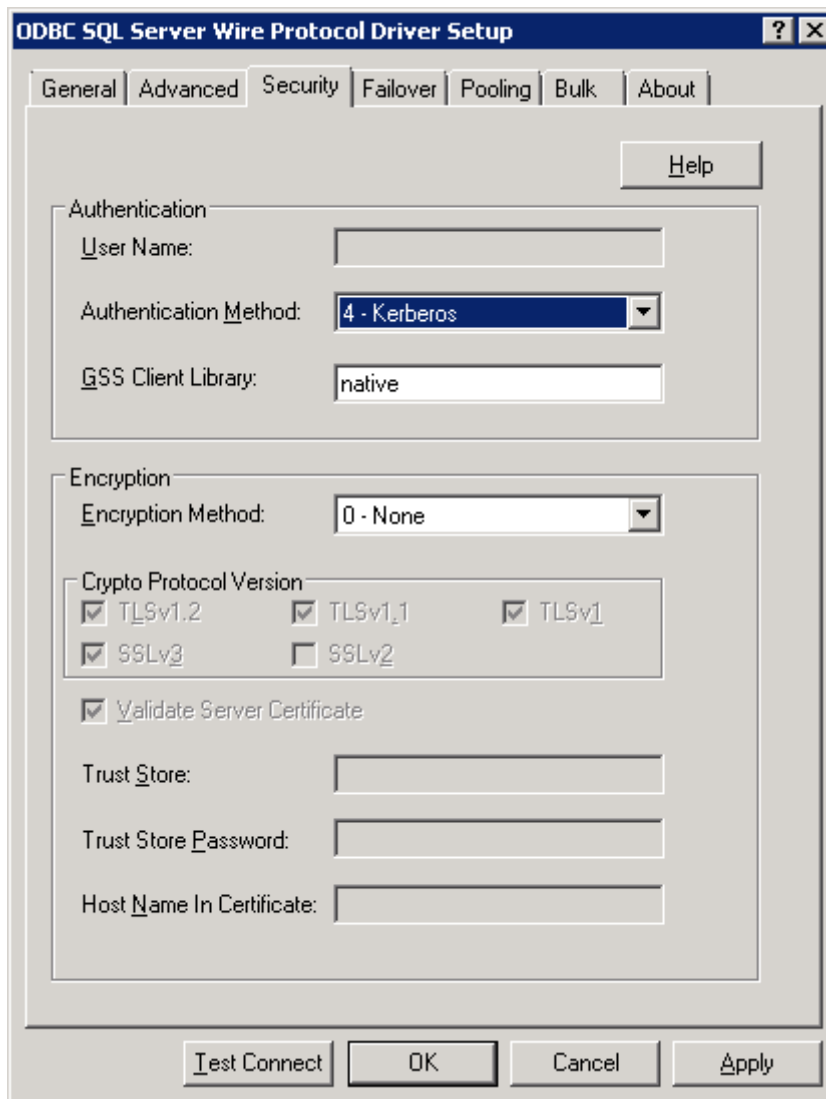 ODBC SQL Server Wire Protocol Driver Setup
General Advanced Security Failover Pooling Bulk About
Help
Authentication
User Name:
Authentication Method: 4 - Kerberos
GSS Client Library: native
Encryption
Encryption Method: 0 - None
Crypto Protocol Version
TLSv1.2 TLSv1.1 TLSv1
SSLv3 SSLv2
Validate Server Certificate
Trust Store:
Trust Store Password:
Host Name In Certificate:
Test Connect OK Cancel Apply